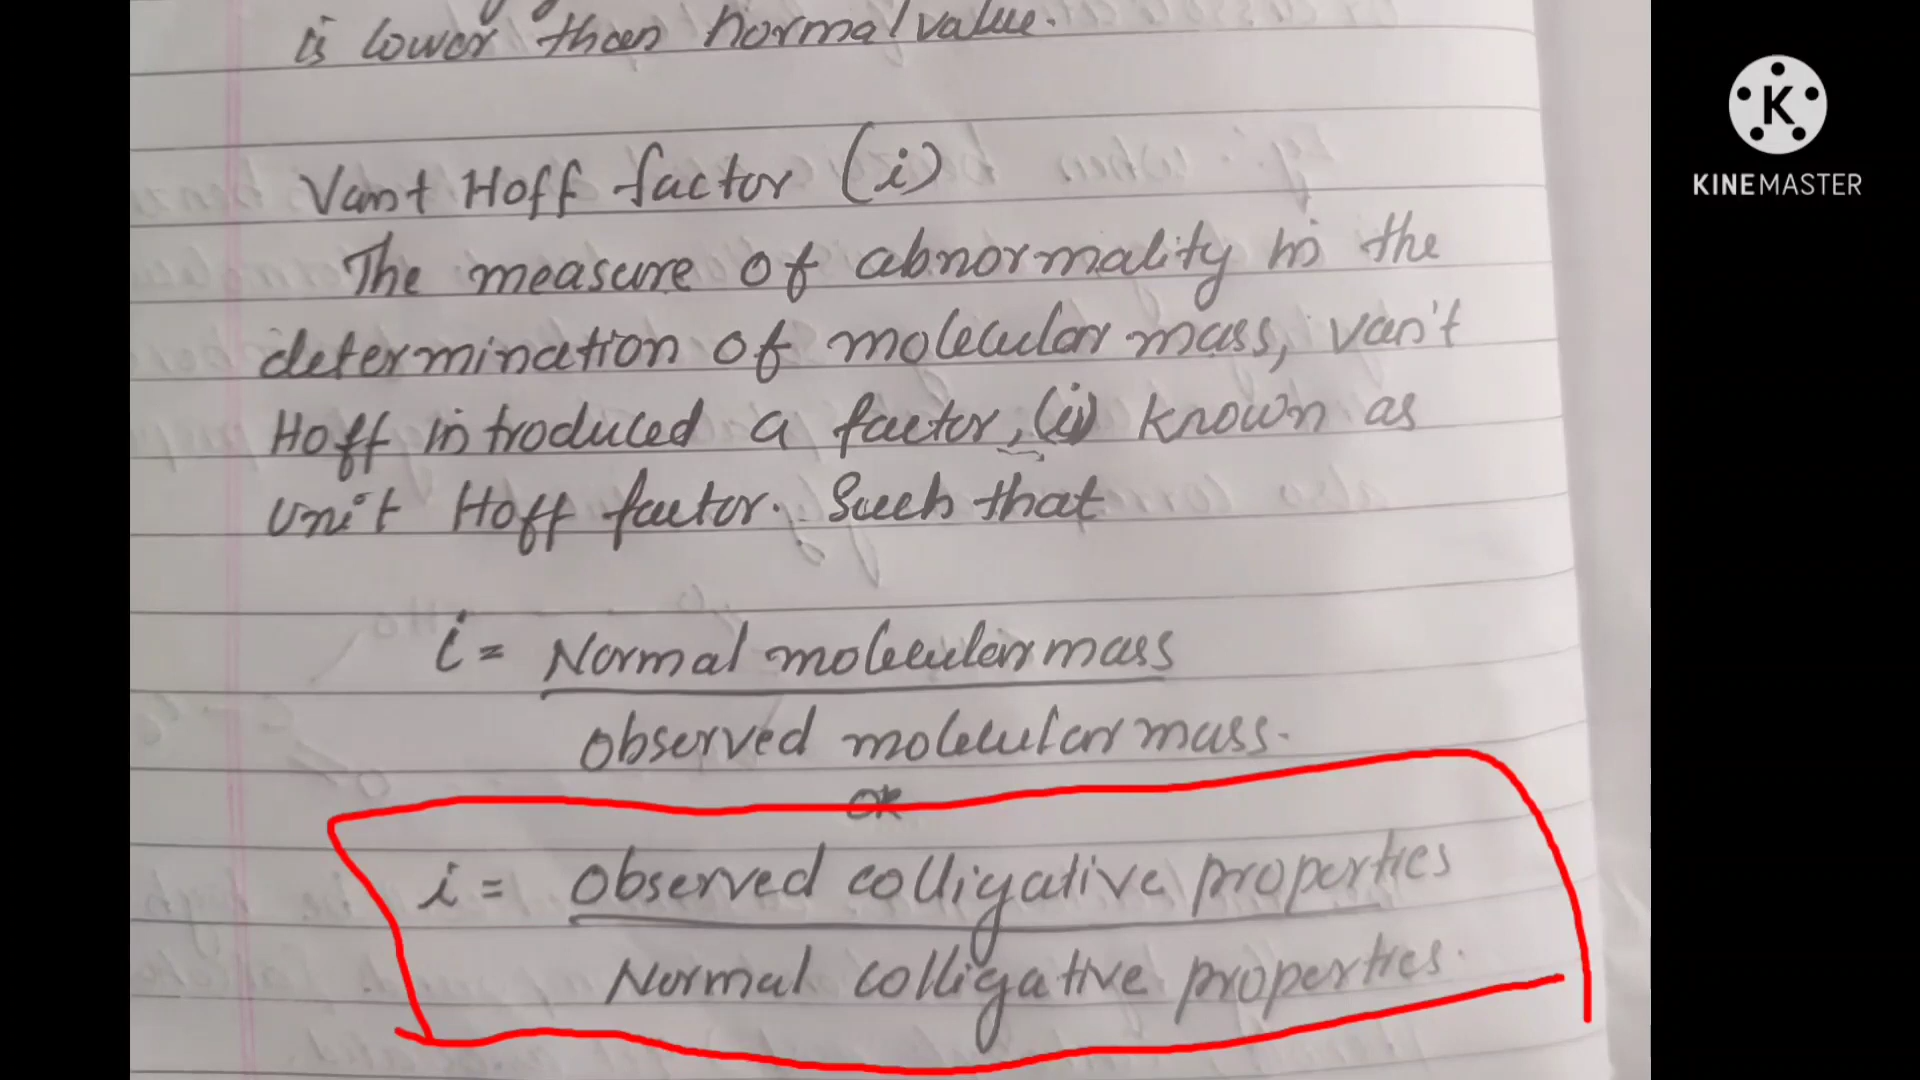 is lower than normal value.
Vant Hoff factor (i)
The measure of abnormality in the
determination of molecular mass, van't
Hoff introduced a factor, (i) known as
unit Hoff factor. Such that
i = Normal molecular mass
observed molecular mass.
OR
i = observed colligative properties
Normal colligative properties.
K
KINEMASTER